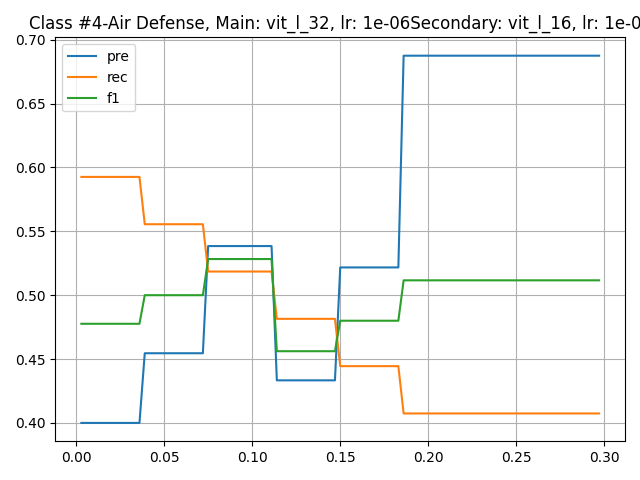 Class #4-Air Defense, Main: vit_l_32, lr: 1e-06Secondary: vit_l_16, lr: 1e-0
pre
rec
f1
0.70
0.65
0.60
0.55
0.50
0.45
0.40
0.00 0.05 0.10 0.15 0.20 0.25 0.30